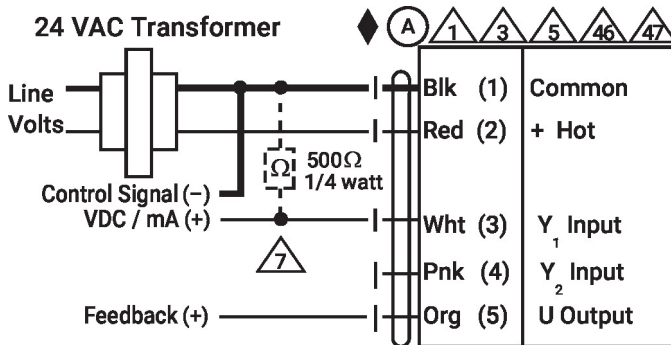 24 VAC Transformer
A 1 3 5 46 47
Line
Volts
Blk (1) Common
Red (2) + Hot
Ω 500Ω
1/4 watt
Control Signal (−)
VDC / mA (+)
7
Wht (3) Y1 Input
Pnk (4) Y2 Input
Feedback (+)
Org (5) U Output